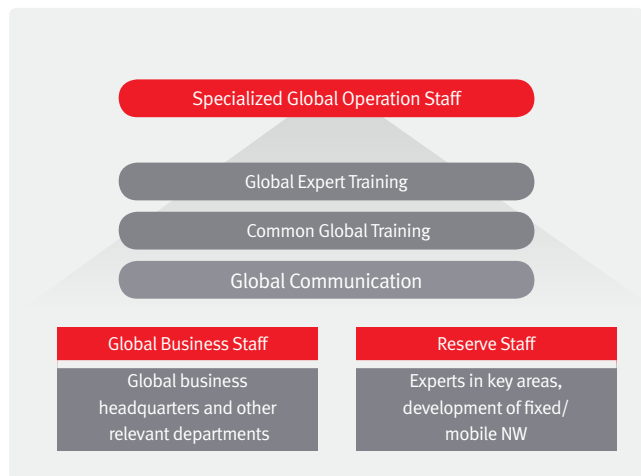 Specialized Global Operation Staff
Global Expert Training
Common Global Training
Global Communication
Global Business Staff
Global business
headquarters and other
relevant departments
Reserve Staff
Experts in key areas,
development of fixed/
mobile NW